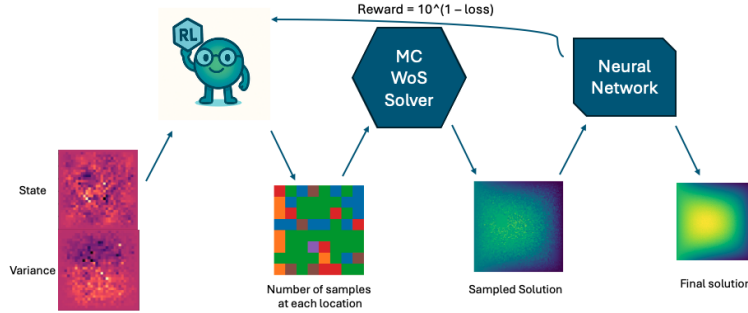 Reward = 10^(1 – loss)
RL
MC
WoS
Solver
Neural
Network
State
Variance
Number of samples
at each location
Sampled Solution
Final solution